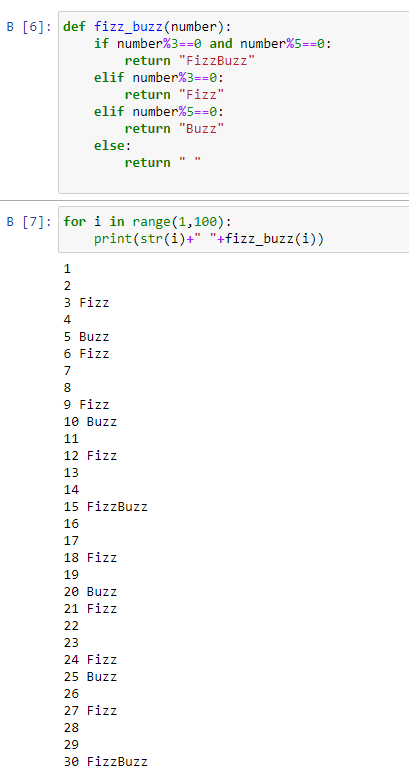 В [6]: def fizz_buzz(number):
    if number%3==0 and number%5==0:
        return "FizzBuzz"
    elif number%3==0:
        return "Fizz"
    elif number%5==0:
        return "Buzz"
    else:
        return " "
В [7]: for i in range(1,100):
    print(str(i)+" "+fizz_buzz(i))
1
2
3 Fizz
4
5 Buzz
6 Fizz
7
8
9 Fizz
10 Buzz
11
12 Fizz
13
14
15 FizzBuzz
16
17
18 Fizz
19
20 Buzz
21 Fizz
22
23
24 Fizz
25 Buzz
26
27 Fizz
28
29
30 FizzBuzz